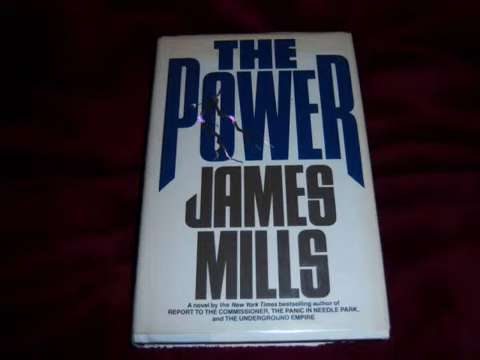 THE
POWER
JAMES
MILLS
A novel by the New York Times bestselling author of
REPORT TO THE COMMISSIONER, THE PANIC IN NEEDLE PARK,
and THE UNDERGROUND EMPIRE